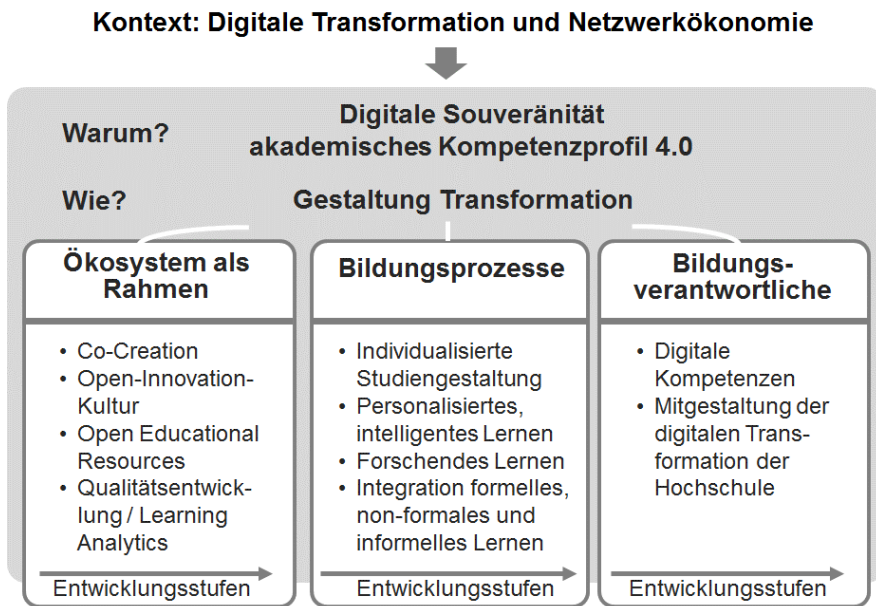 Kontext: Digitale Transformation und Netzwerkökonomie
Warum?
Digitale Souveränität
akademisches Kompetenzprofil 4.0
Wie?
Gestaltung Transformation
Ökosystem als
Rahmen
• Co-Creation
• Open-Innovation-
Kultur
• Open Educational
Resources
• Qualitätsentwick-
lung / Learning
Analytics
Entwicklungsstufen
Bildungsprozesse
• Individualisierte
Studiengestaltung
• Personalisiertes,
intelligentes Lernen
• Forschendes Lernen
• Integration formelles,
non-formales und
informelles Lernen
Entwicklungsstufen
Bildungs-
verantwortliche
• Digitale
Kompetenzen
• Mitgestaltung der
digitalen Trans-
formation der
Hochschule
Entwicklungsstufen